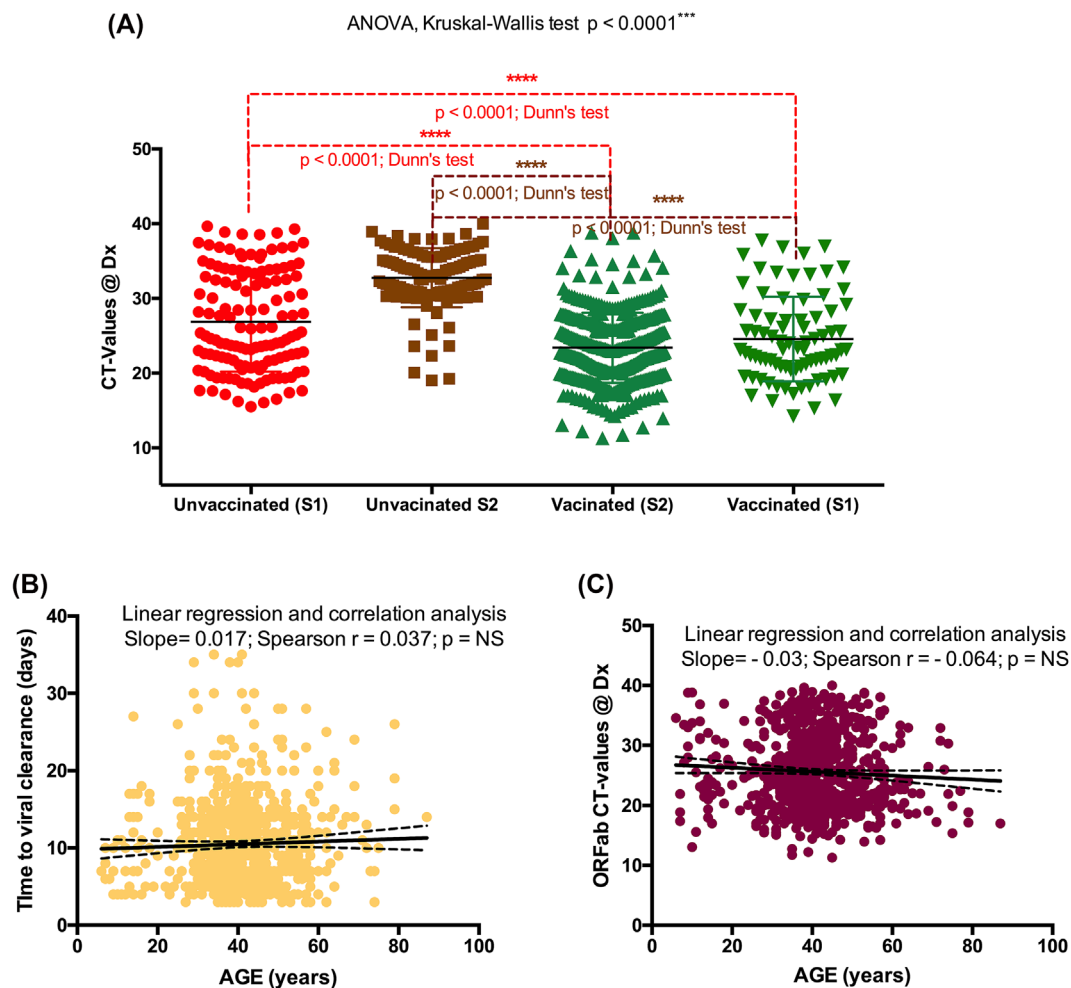 (A)
ANOVA, Kruskal-Wallis test p < 0.0001***
****
p < 0.0001; Dunn's test
****
p < 0.0001; Dunn's test
****
p < 0.0001; Dunn's test
****
p < 0.0001; Dunn's test
CT-Values @ Dx
50
40
30
20
10
Unvaccinated (S1)
Unvacinated S2
Vacinated (S2)
Vaccinated (S1)
(B)
Linear regression and correlation analysis
Slope= 0.017; Spearson r = 0.037; p = NS
TIme to viral clearance (days)
40
30
20
10
0
0
20
40
60
80
100
AGE (years)
(C)
Linear regression and correlation analysis
Slope= - 0.03; Spearson r = - 0.064; p = NS
ORFab CT-values @ Dx
50
40
30
20
10
0
0
20
40
60
80
100
AGE (years)